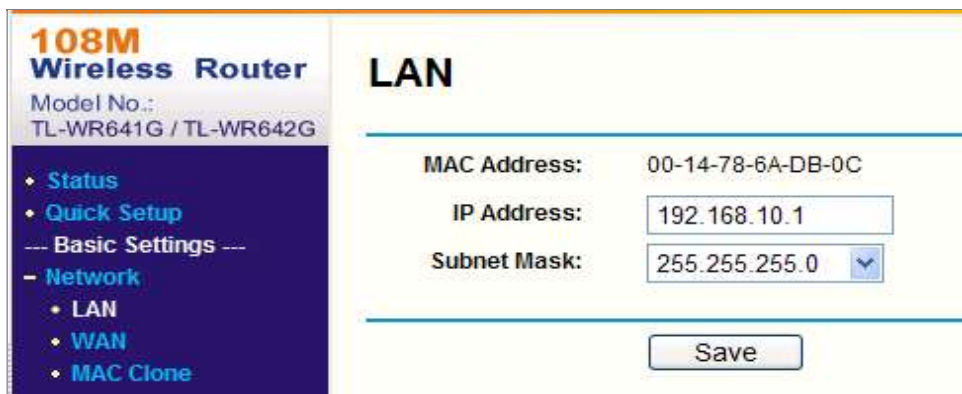 108M
Wireless Router
Model No.:
TL-WR641G / TL-WR642G
• Status
• Quick Setup
--- Basic Settings ---
– Network
• LAN
• WAN
• MAC Clone
LAN
MAC Address: 00-14-78-6A-DB-0C
IP Address: 192.168.10.1
Subnet Mask: 255.255.255.0
Save